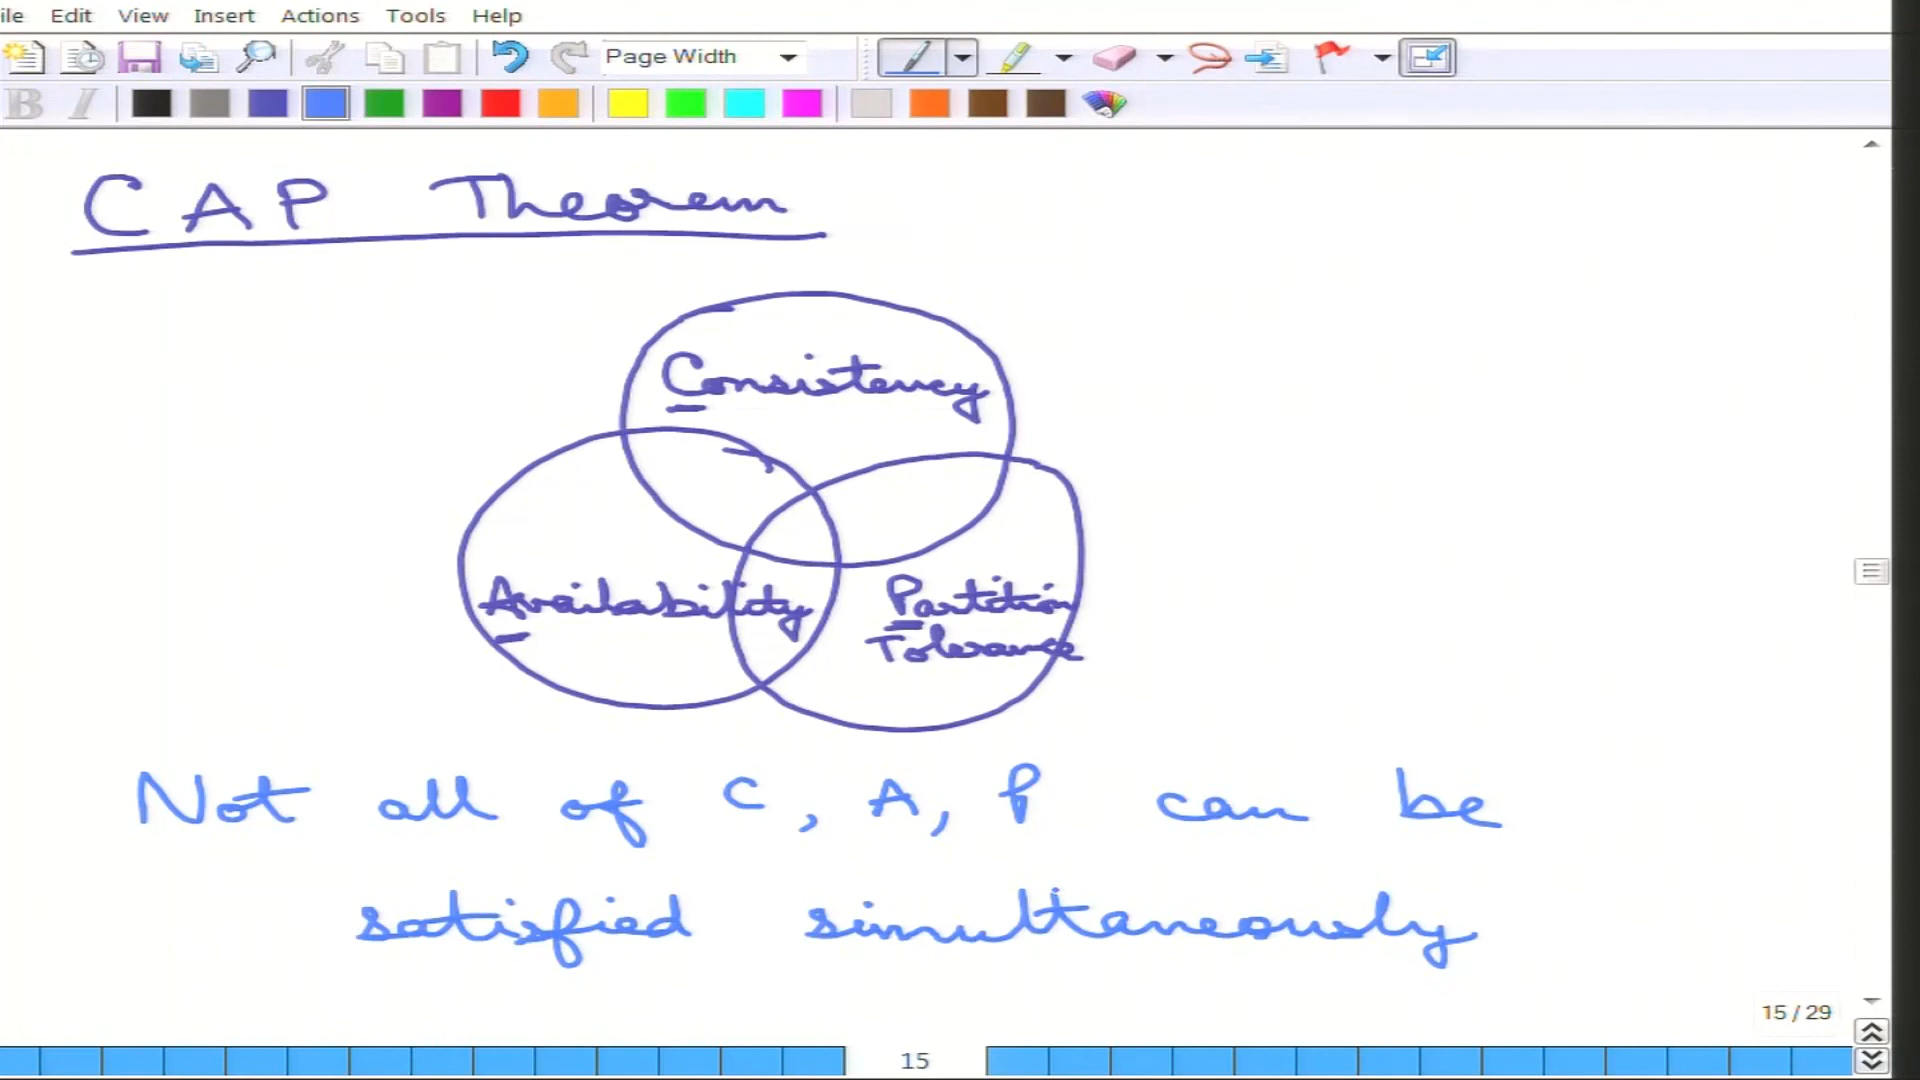 ile Edit View Insert Actions Tools Help
Page Width
B I
CAP Theorem
Consistency
Availability
Partition
Tolerance
Not all of C, A, P can be
satisfied simultaneously
15 / 29
15